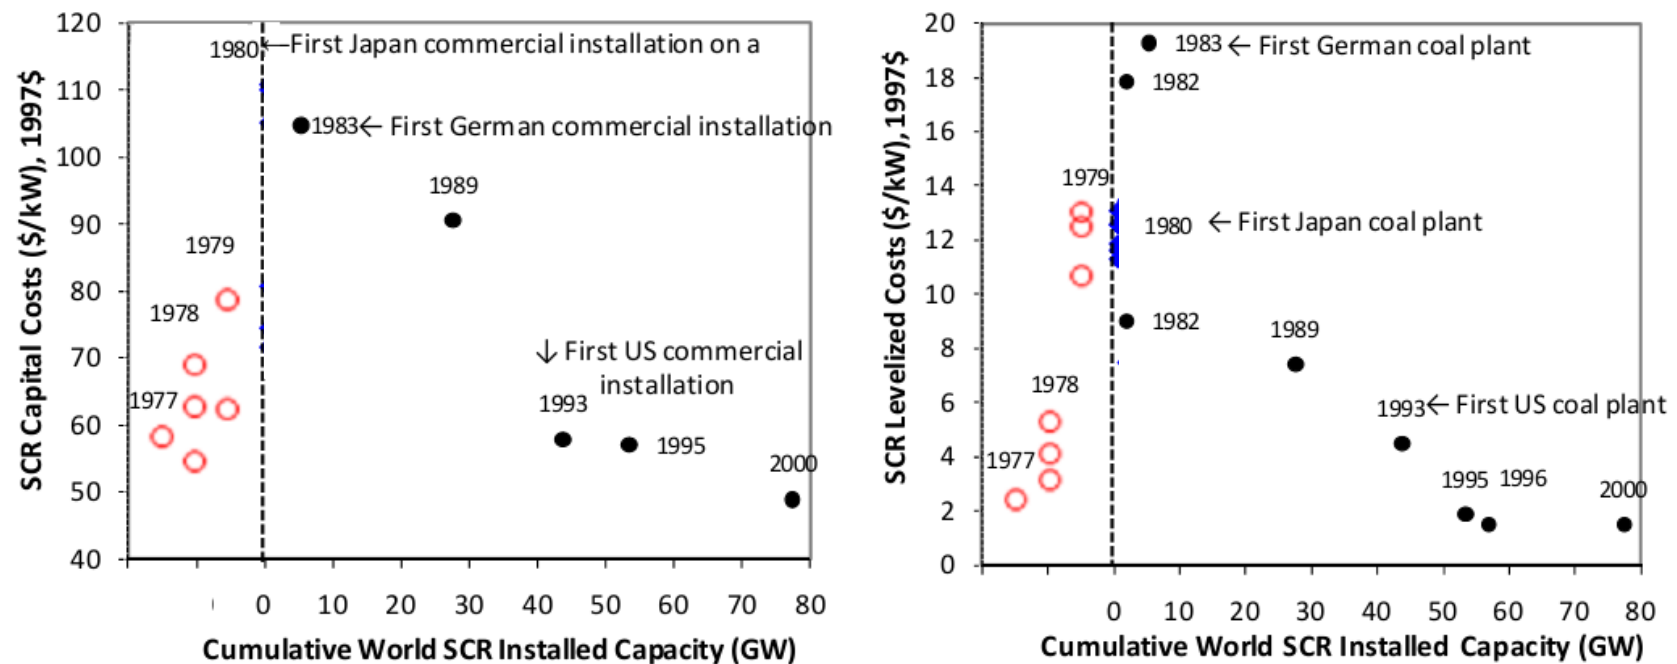 120
110
100
90
80
70
60
50
40
SCR Capital Costs ($/kW), 1997$
1980 ←First Japan commercial installation on a
1983← First German commercial installation
1989
1979
1978
1977
↓ First US commercial
installation
1993
1995
2000
0 10 20 30 40 50 60 70 80
Cumulative World SCR Installed Capacity (GW)
20
18
16
14
12
10
8
6
4
2
0
SCR Levelized Costs ($/kW),1997$
1983 ← First German coal plant
1982
1979
1980 ← First Japan coal plant
1982
1989
1978
1993← First US coal plant
1977
1995 1996
2000
0 10 20 30 40 50 60 70 80
Cumulative World SCR Installed Capacity (GW)